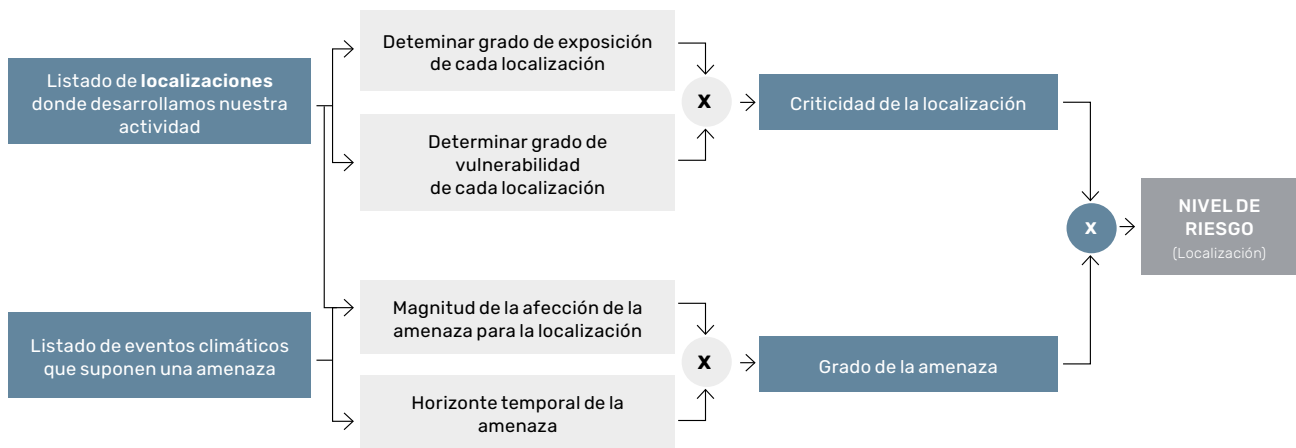 Listado de localizaciones
donde desarrollamos nuestra
actividad
Deteminar grado de exposición
de cada localización
Determinar grado de
vulnerabilidad
de cada localización
X
Criticidad de la localización
Listado de eventos climáticos
que suponen una amenaza
Magnitud de la afección de la
amenaza para la localización
Horizonte temporal de la
amenaza
X
Grado de la amenaza
X
NIVEL DE
RIESGO
(Localización)